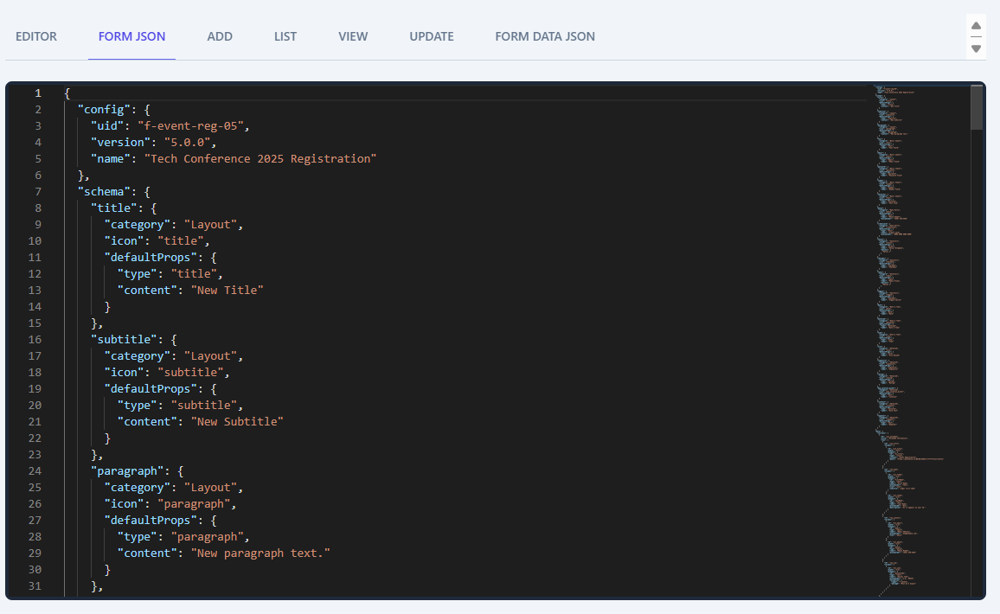 EDITOR FORM JSON ADD LIST VIEW UPDATE FORM DATA JSON
1 {
2 "config": {
3 "uid": "f-event-reg-05",
4 "version": "5.0.0",
5 "name": "Tech Conference 2025 Registration"
6 },
7 "schema": {
8 "title": {
9 "category": "Layout",
10 "icon": "title",
11 "defaultProps": {
12 "type": "title",
13 "content": "New Title"
14 }
15 },
16 "subtitle": {
17 "category": "Layout",
18 "icon": "subtitle",
19 "defaultProps": {
20 "type": "subtitle",
21 "content": "New Subtitle"
22 }
23 },
24 "paragraph": {
25 "category": "Layout",
26 "icon": "paragraph",
27 "defaultProps": {
28 "type": "paragraph",
29 "content": "New paragraph text."
30 }
31 },